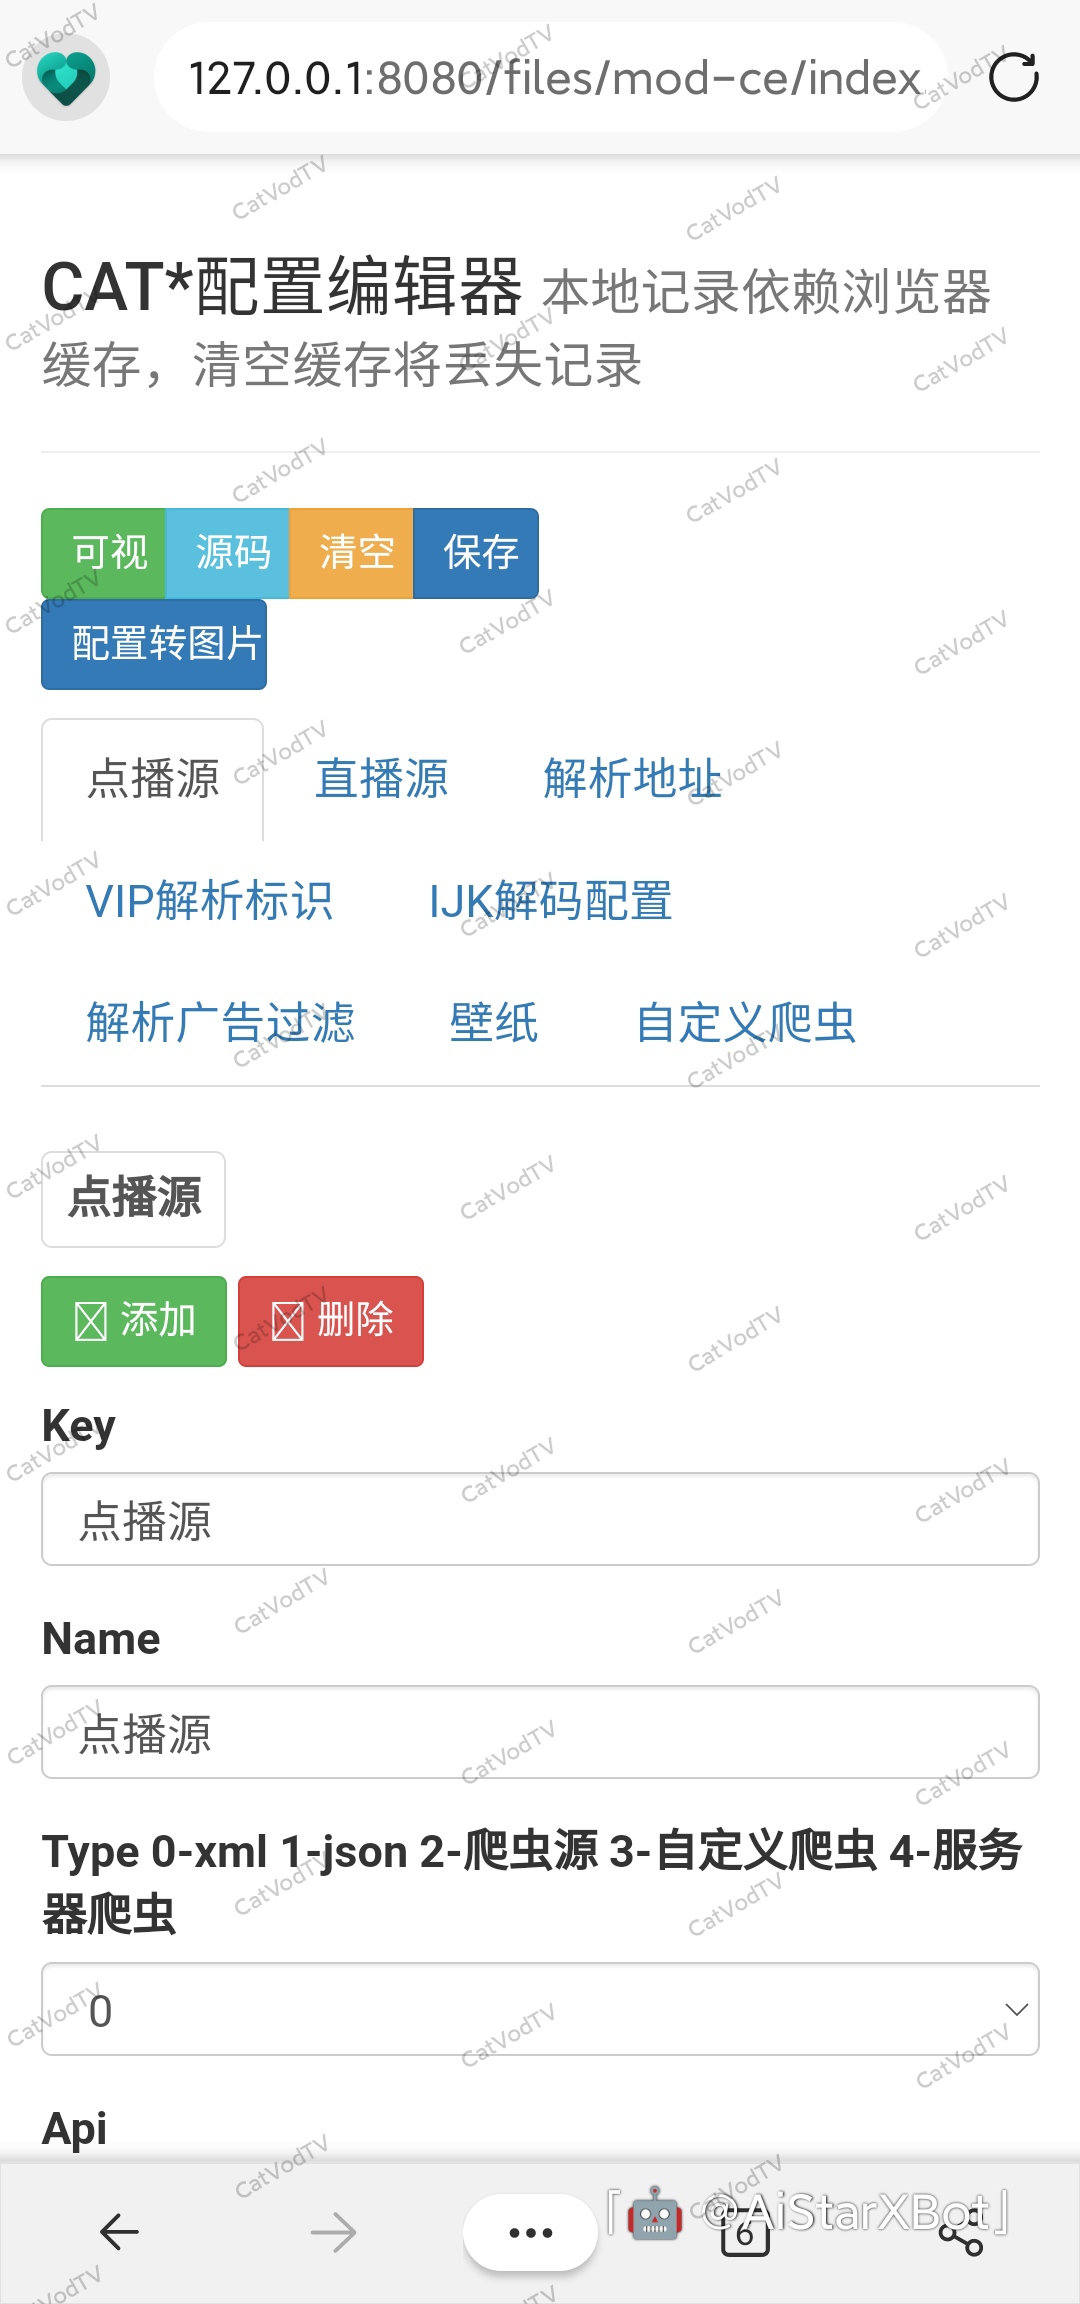 127.0.0.1:8080/files/mod-ce/index
CAT*配置编辑器 本地记录依赖浏览器
缓存，清空缓存将丢失记录
可视 源码 清空 保存
配置转图片
点播源 直播源 解析地址
VIP解析标识 IJK解码配置
解析广告过滤 壁纸 自定义爬虫
点播源
添加 删除
Key
点播源
Name
点播源
Type 0-xml 1-json 2-爬虫源 3-自定义爬虫 4-服务
器爬虫
0
Api
「🤖 @AiStarXBot」
6
CatVodTV